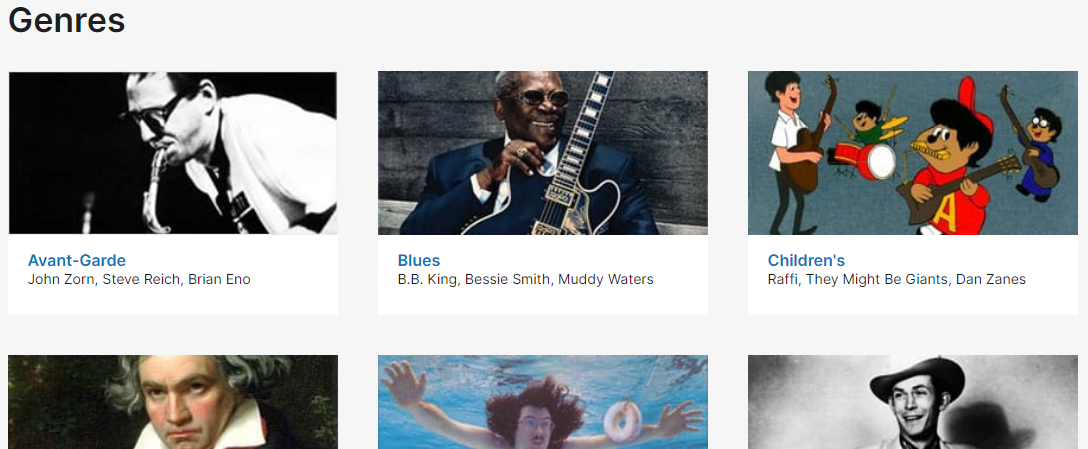 Genres
Avant-Garde
John Zorn, Steve Reich, Brian Eno
Blues
B.B. King, Bessie Smith, Muddy Waters
Children's
Raffi, They Might Be Giants, Dan Zanes
A